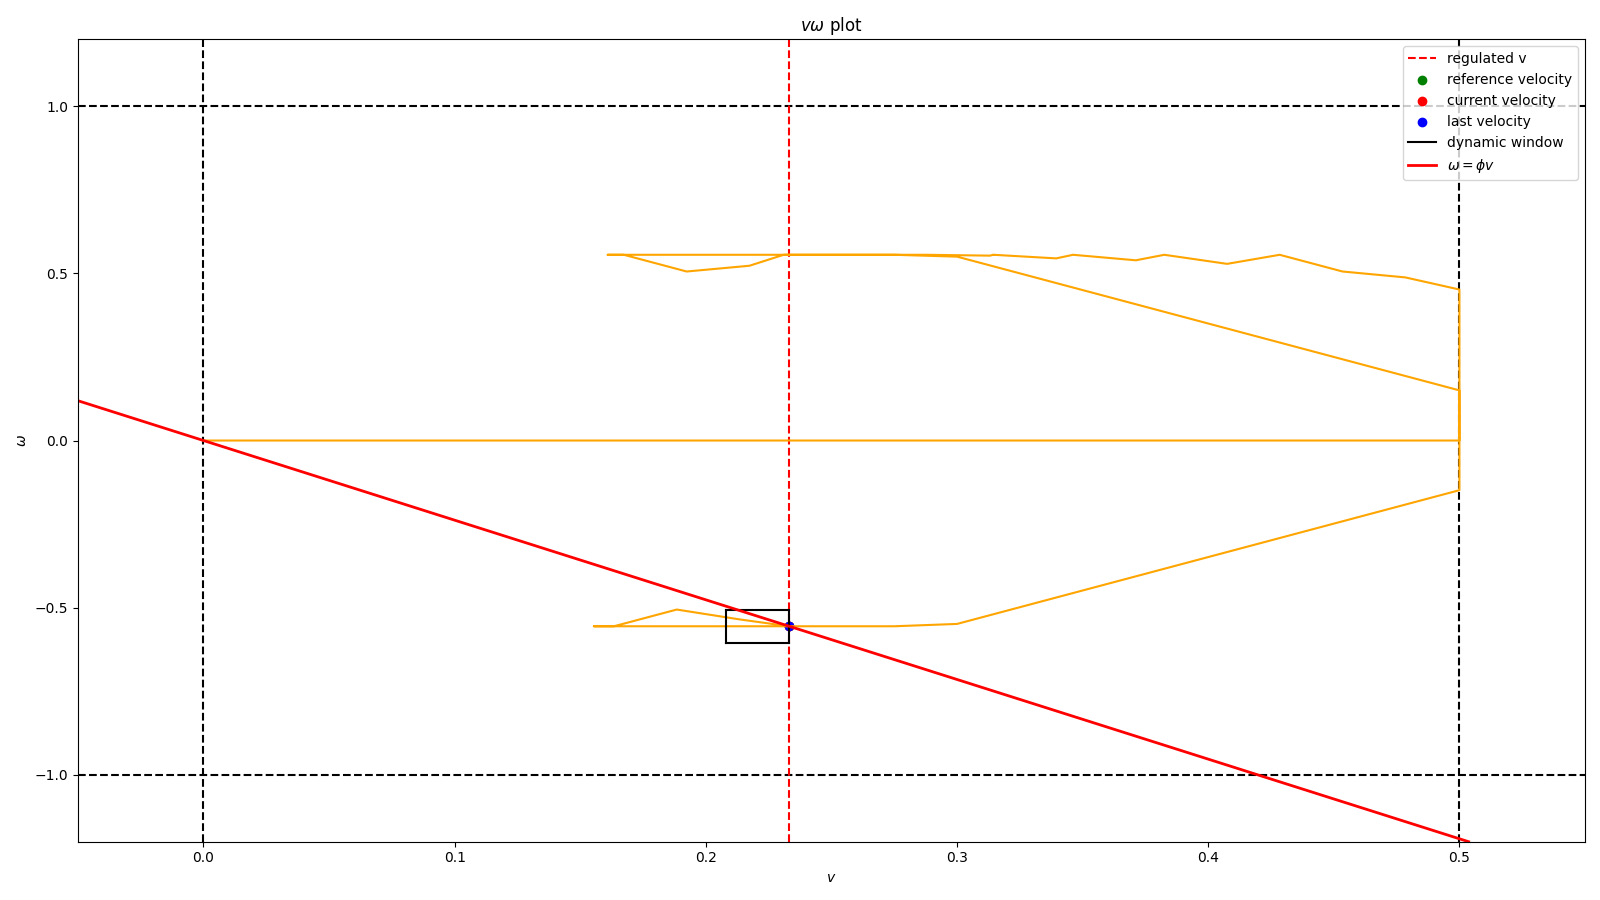 vω plot
regulated v
reference velocity
current velocity
last velocity
dynamic window
ω = ϕv
1.0
0.5
0.0
−0.5
−1.0
ω
0.0 0.1 0.2 0.3 0.4 0.5
v